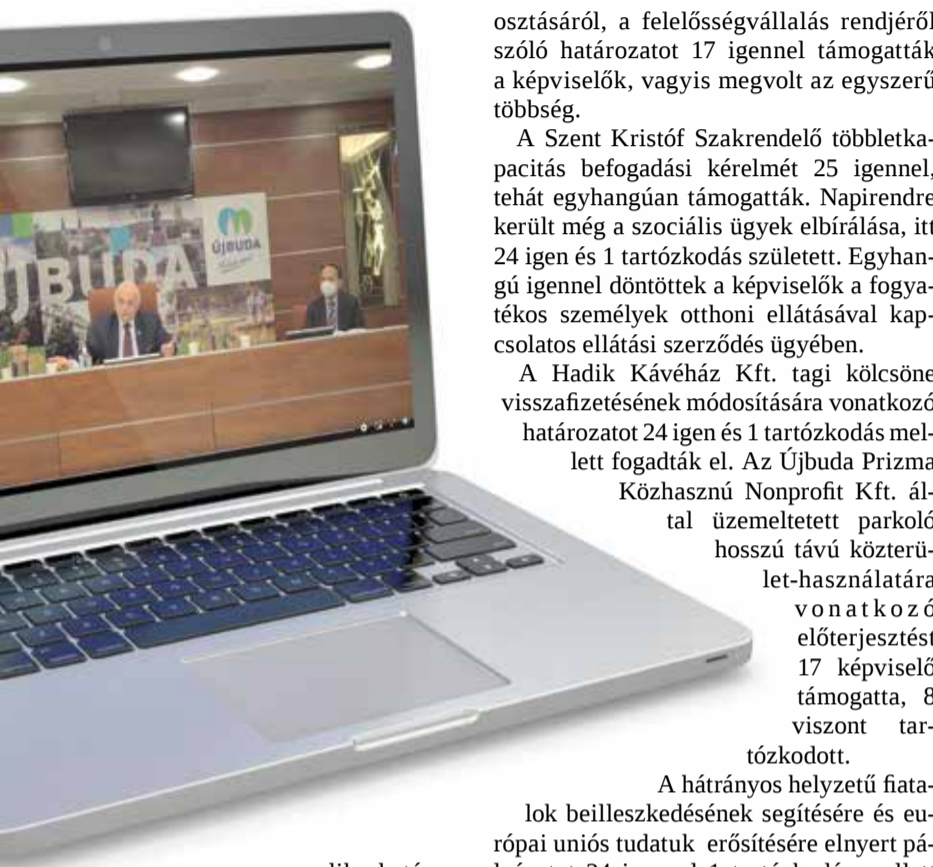 ÚJBUDA
ÚJBUDA
osztásáról, a felelősségvállalás rendjéről
szóló határozatot 17 igennel támogatták
a képviselők, vagyis megvolt az egyszerű
többség.
A Szent Kristóf Szakrendelő többletka-
pacitás befogadási kérelmét 25 igennel,
tehát egyhangúan támogatták. Napirendre
került még a szociális ügyek elbírálása, itt
24 igen és 1 tartózkodás született. Egyhan-
gú igennel döntöttek a képviselők a fogya-
tékos személyek otthoni ellátásával kap-
csolatos ellátási szerződés ügyében.
A Hadik Kávéház Kft. tagi kölcsöne
visszafizetésének módosítására vonatkozó
határozatot 24 igen és 1 tartózkodás mel-
lett fogadták el. Az Újbuda Prizma
Közhasznú Nonprofit Kft. ál-
tal üzemeltetett parkoló
hosszú távú közterü-
let-használatára
vonatkozó
előterjesztést
17 képviselő
támogatta, 8
viszont tar-
tózkodott.
A hátrányos helyzetű fiata-
lok beilleszkedésének segítésére és eu-
rópai uniós tudatuk erősítésére elnyert pá-